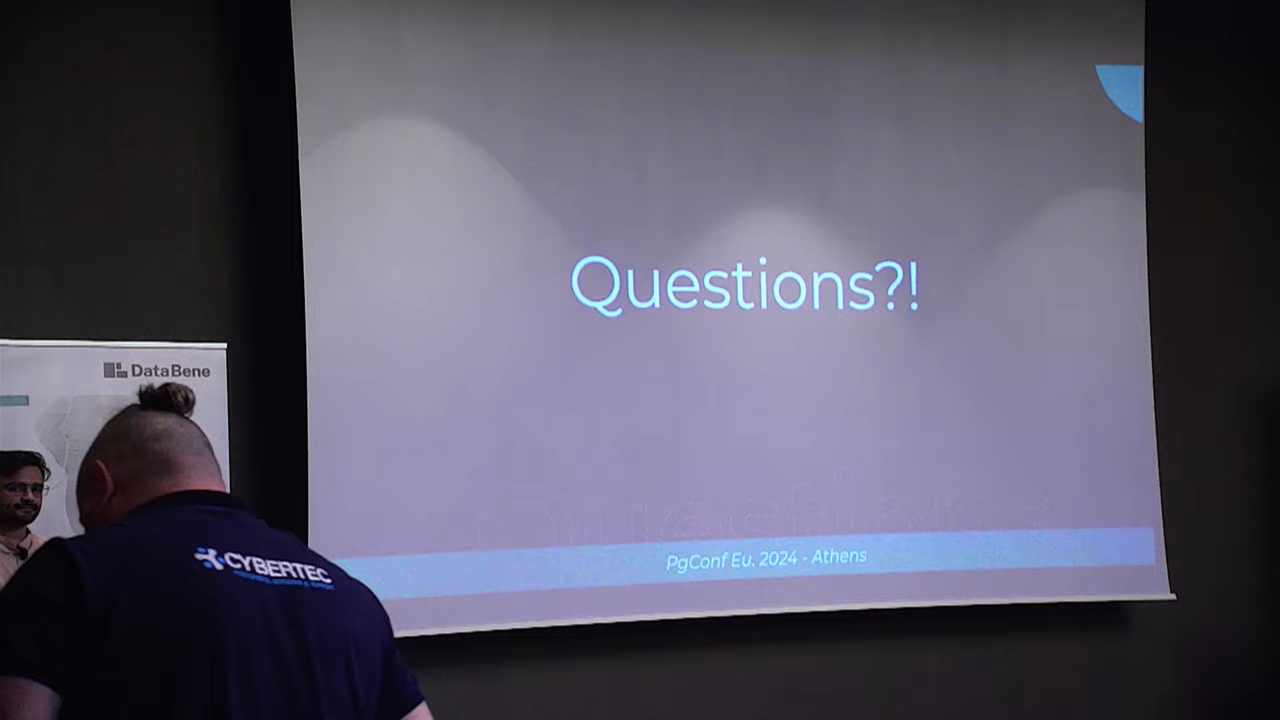 Questions?!
DataBene
CYBERTEC
PgConf Eu. 2024 - Athens